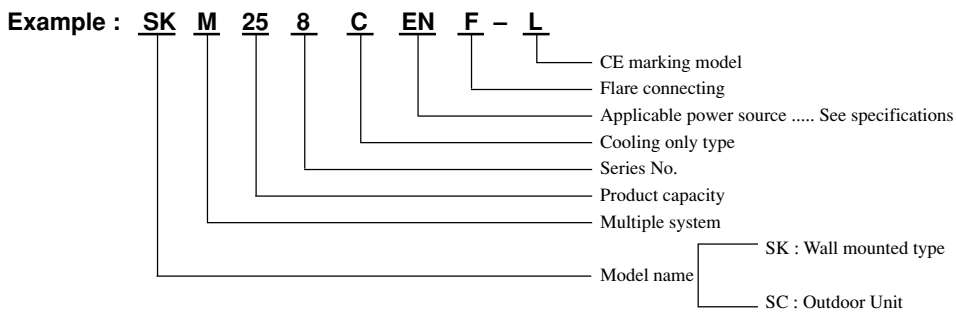 Example : SK M 25 8 C EN F – L
CE marking model
Flare connecting
Applicable power source ..... See specifications
Cooling only type
Series No.
Product capacity
Multiple system
SK : Wall mounted type
Model name
SC : Outdoor Unit